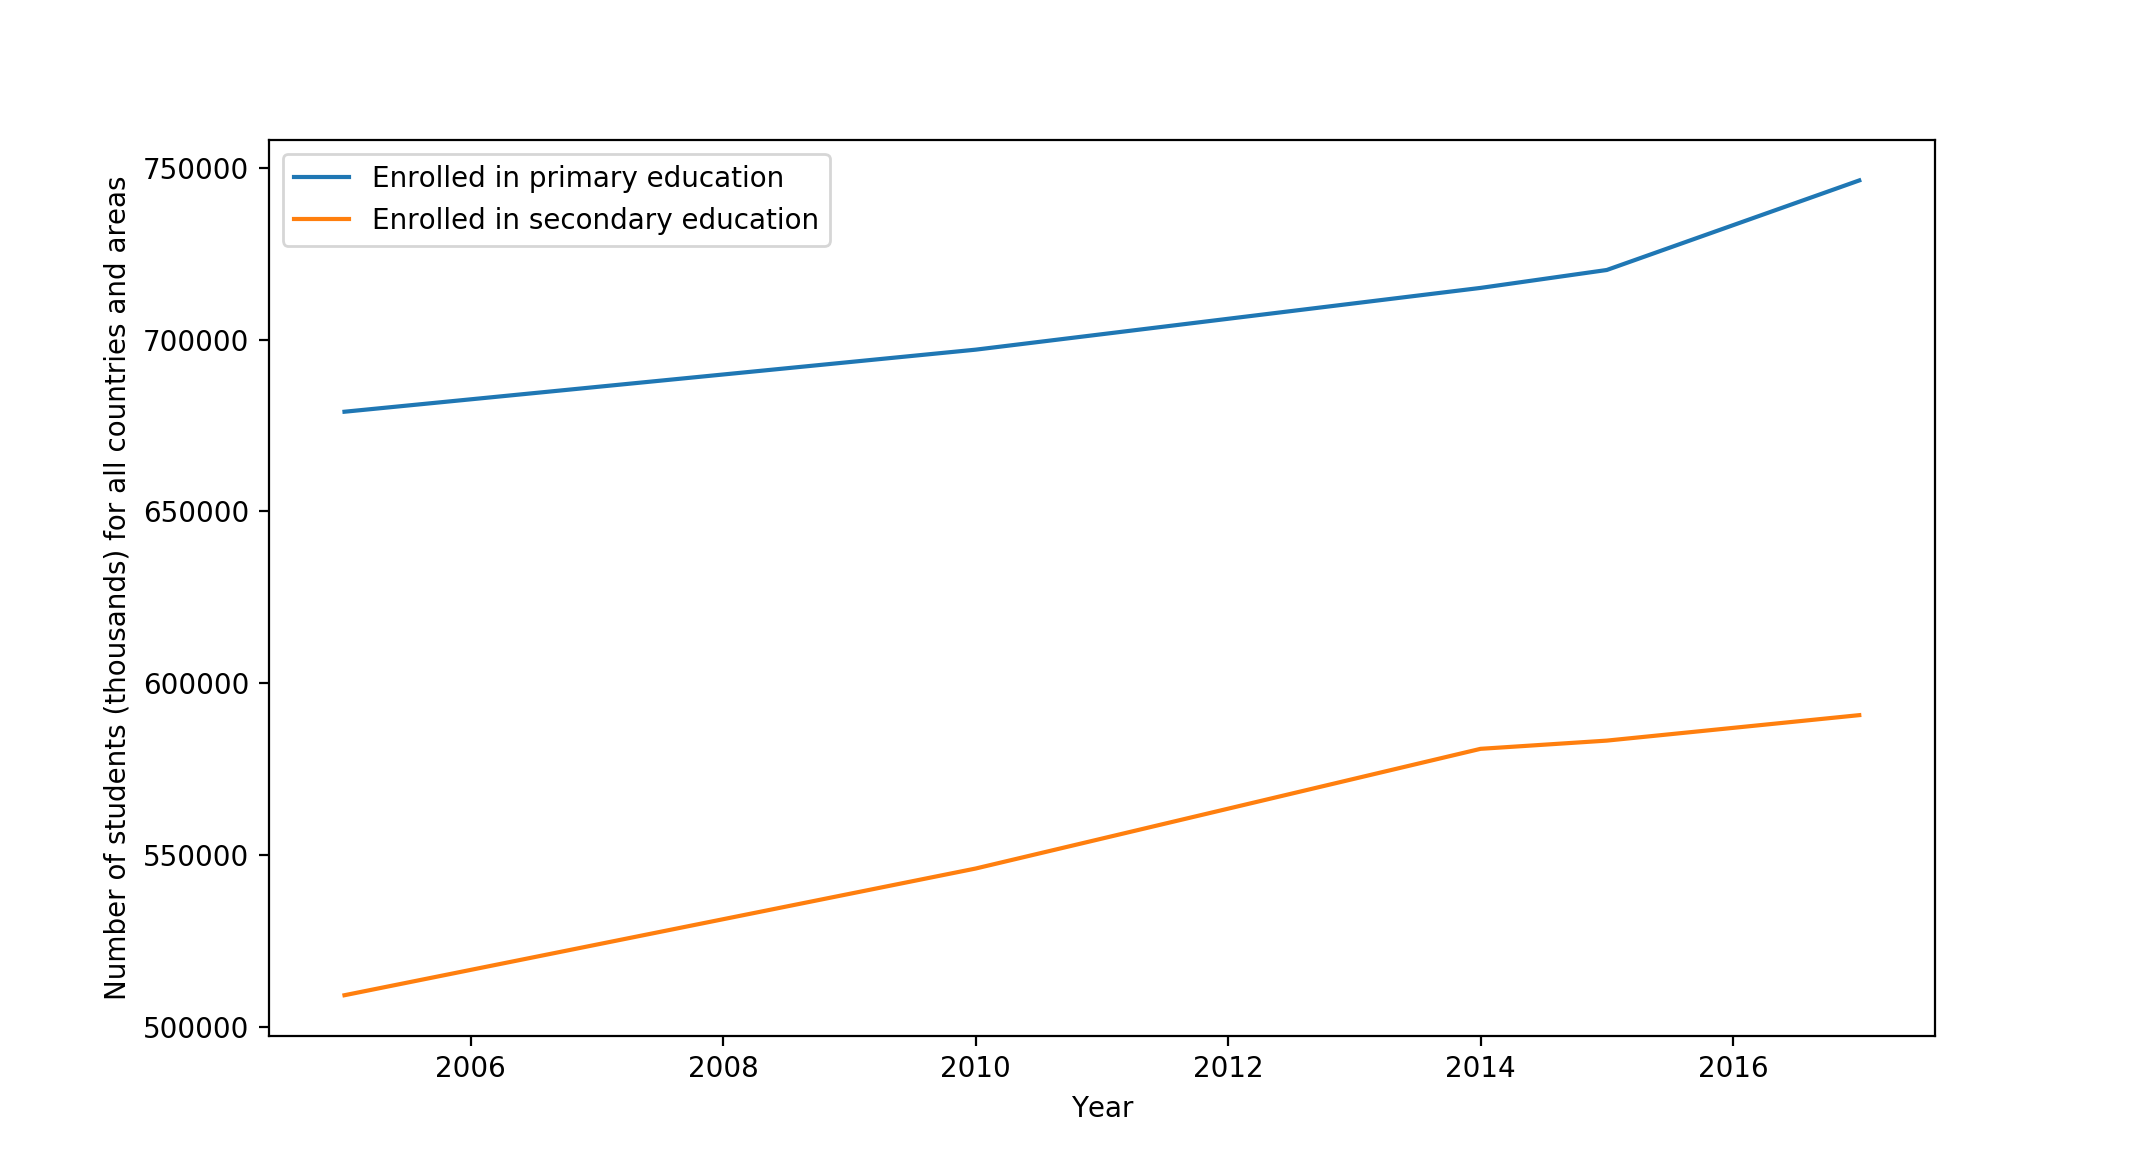 750000
700000
650000
600000
550000
500000
Number of students (thousands) for all countries and areas
Enrolled in primary education
Enrolled in secondary education
2006 2008 2010 2012 2014 2016
Year